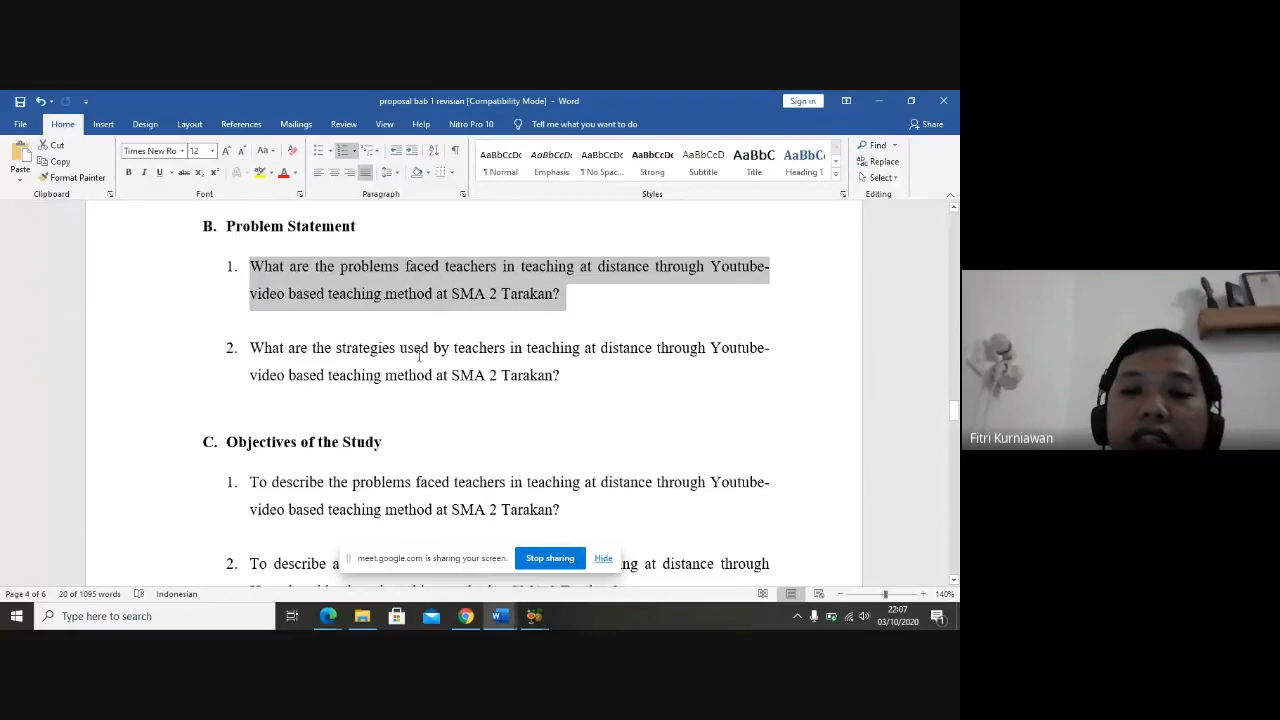 proposal bab 1 revisian [Compatibility Mode] - Word
Sign in
File Home Insert Design Layout References Mailings Review View Help Nitro Pro 10 Tell me what you want to do Share
Paste
Cut
Copy
Format Painter
Clipboard
Times New Ro 12
Font
Paragraph
AaBbCcDc AaBbCcDc AaBbCcDc AaBbCcDc AaBbCcD AaBbC AaBbC
¶ Normal Emphasis ¶ No Spac... Strong Subtitle Title Heading 1
Styles
Find
Replace
Select
Editing
B. Problem Statement
1. What are the problems faced teachers in teaching at distance through Youtube-
video based teaching method at SMA 2 Tarakan?
2. What are the strategies used by teachers in teaching at distance through Youtube-
video based teaching method at SMA 2 Tarakan?
C. Objectives of the Study
1. To describe the problems faced teachers in teaching at distance through Youtube-
video based teaching method at SMA 2 Tarakan?
2. To describe a
ng at distance through
meet.google.com is sharing your screen. Stop sharing Hide
Page 4 of 6 20 of 1095 words Indonesian 140%
Type here to search
22:07
03/10/2020
Fitri Kurniawan